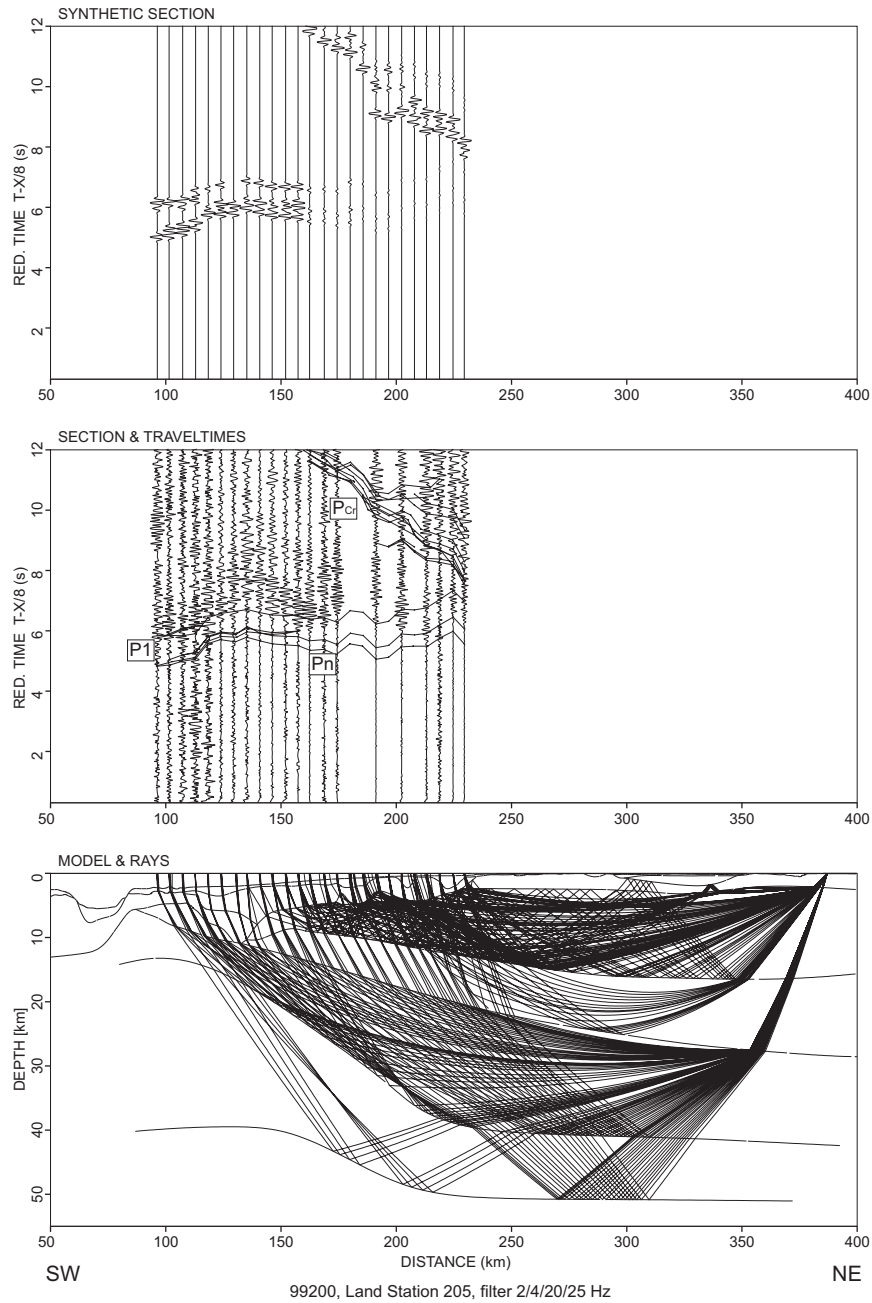 SYNTHETIC SECTION
12
10
8
6
4
2
RED. TIME T-X/8 (s)
50 100 150 200 250 300 350 400
SECTION & TRAVELTIMES
12
10
8
6
4
2
RED. TIME T-X/8 (s)
PCr
P1
Pn
50 100 150 200 250 300 350 400
MODEL & RAYS
0
10
20
30
40
50
DEPTH [km]
50 100 150 200 250 300 350 400
DISTANCE (km)
SW NE
99200, Land Station 205, filter 2/4/20/25 Hz